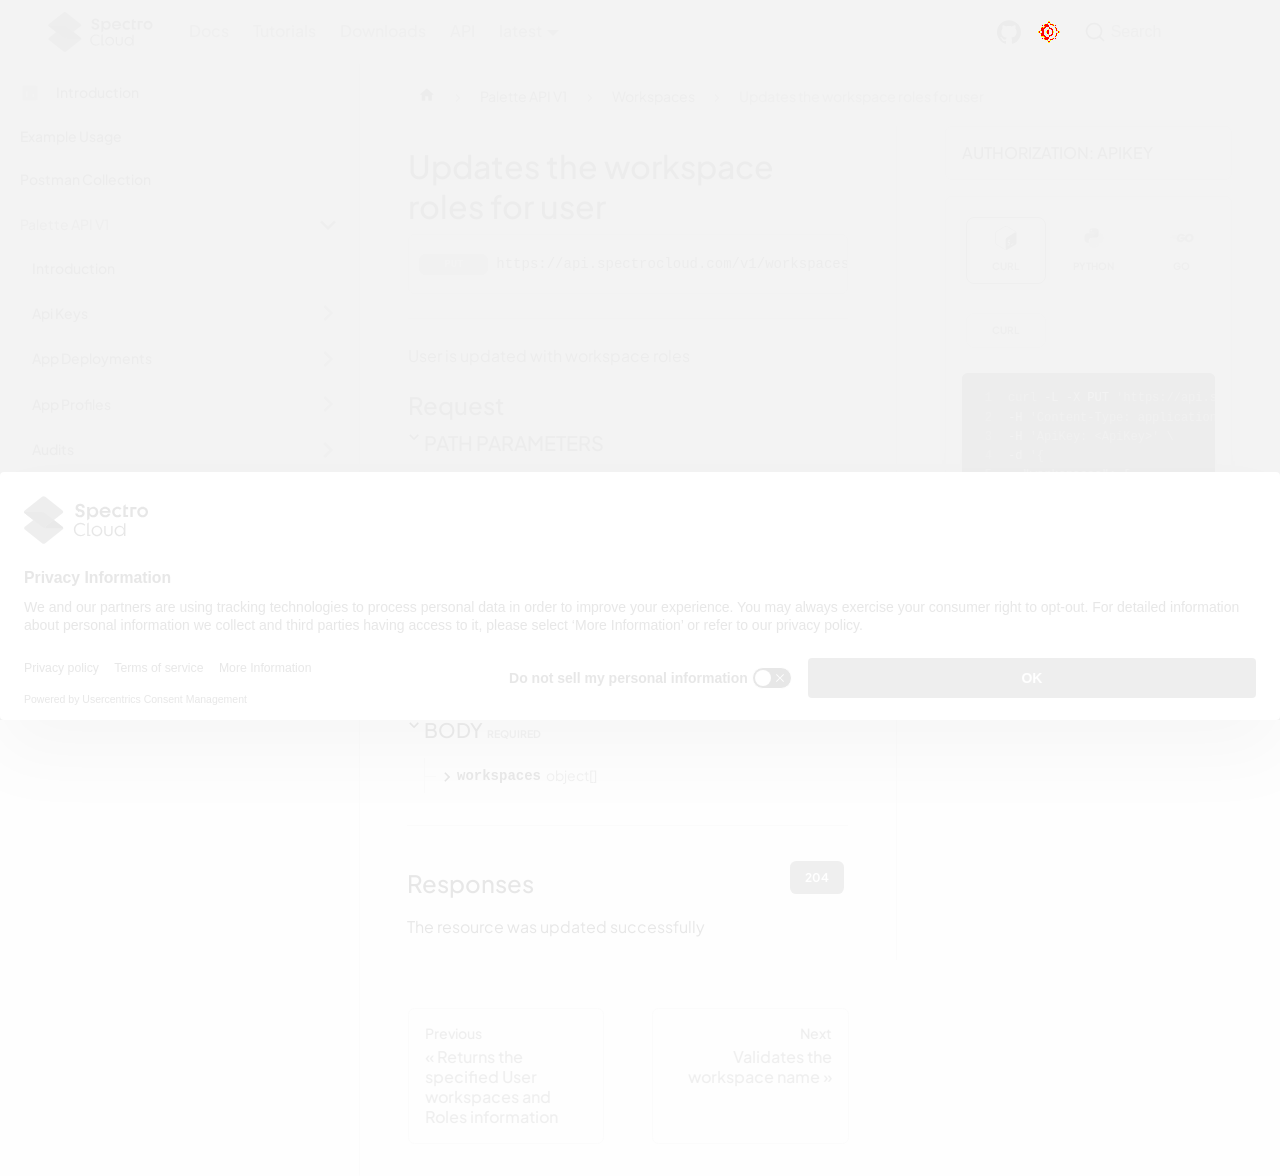 Spectro Cloud
Docs Tutorials Downloads API latest
Search
Introduction
Example Usage
Postman Collection
Palette API V1
Introduction
Api Keys
App Deployments
App Profiles
Audits
Palette API V1
Workspaces
Updates the workspace roles for user
Updates the workspace
roles for user
https://api.spectrocloud.com/v1/workspaces
User is updated with workspace roles
Request
PATH PARAMETERS
AUTHORIZATION: APIKEY
CURL
PYTHON
GO
CURL
PUT
Spectro
Cloud
Privacy Information
We and our partners are using tracking technologies to process personal data in order to improve your experience. You may always exercise your consumer right to opt-out. For detailed information
about personal information we collect and third parties having access to it, please select ‘More Information’ or refer to our privacy policy.
Privacy policy Terms of service More Information
Powered by Usercentrics Consent Management
Do not sell my personal information
OK
BODY REQUIRED
workspaces object[]
Responses
204
The resource was updated successfully
Previous
« Returns the
specified User
workspaces and
Roles information
Next
Validates the
workspace name »